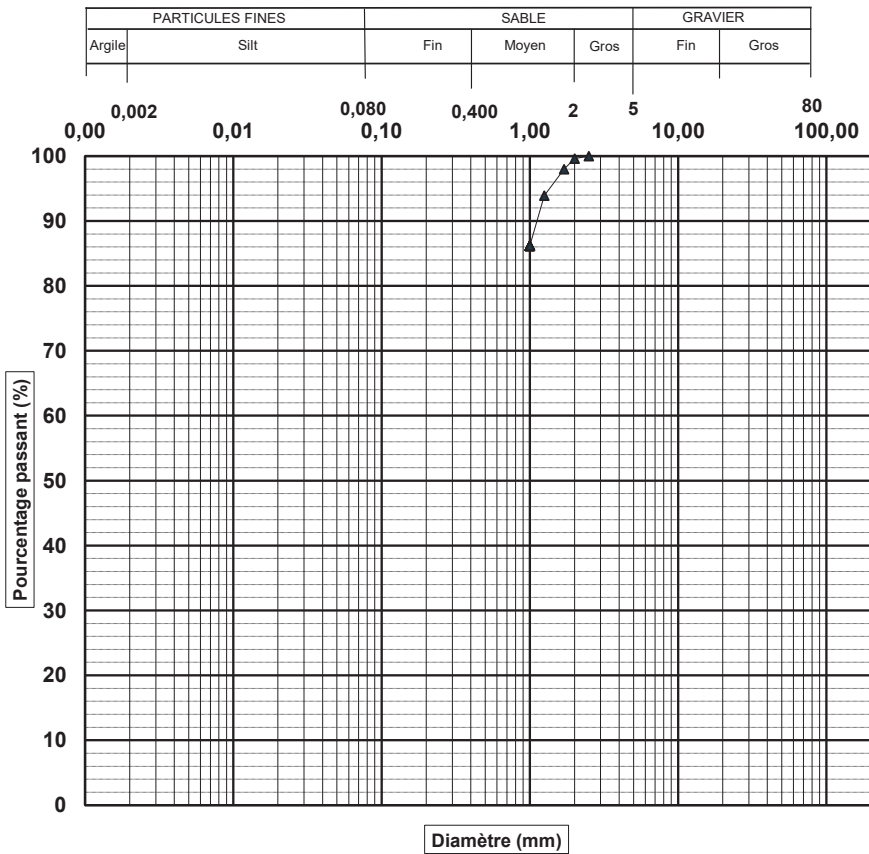 PARTICULES FINES SABLE GRAVIER
Argile Silt Fin Moyen Gros Fin Gros
0,002 0,080 0,400 2 5 80
0,00 0,01 0,10 1,00 10,00 100,00
100
90
80
70
60
50
40
30
20
10
0
Pourcentage passant (%)
Diamètre (mm)